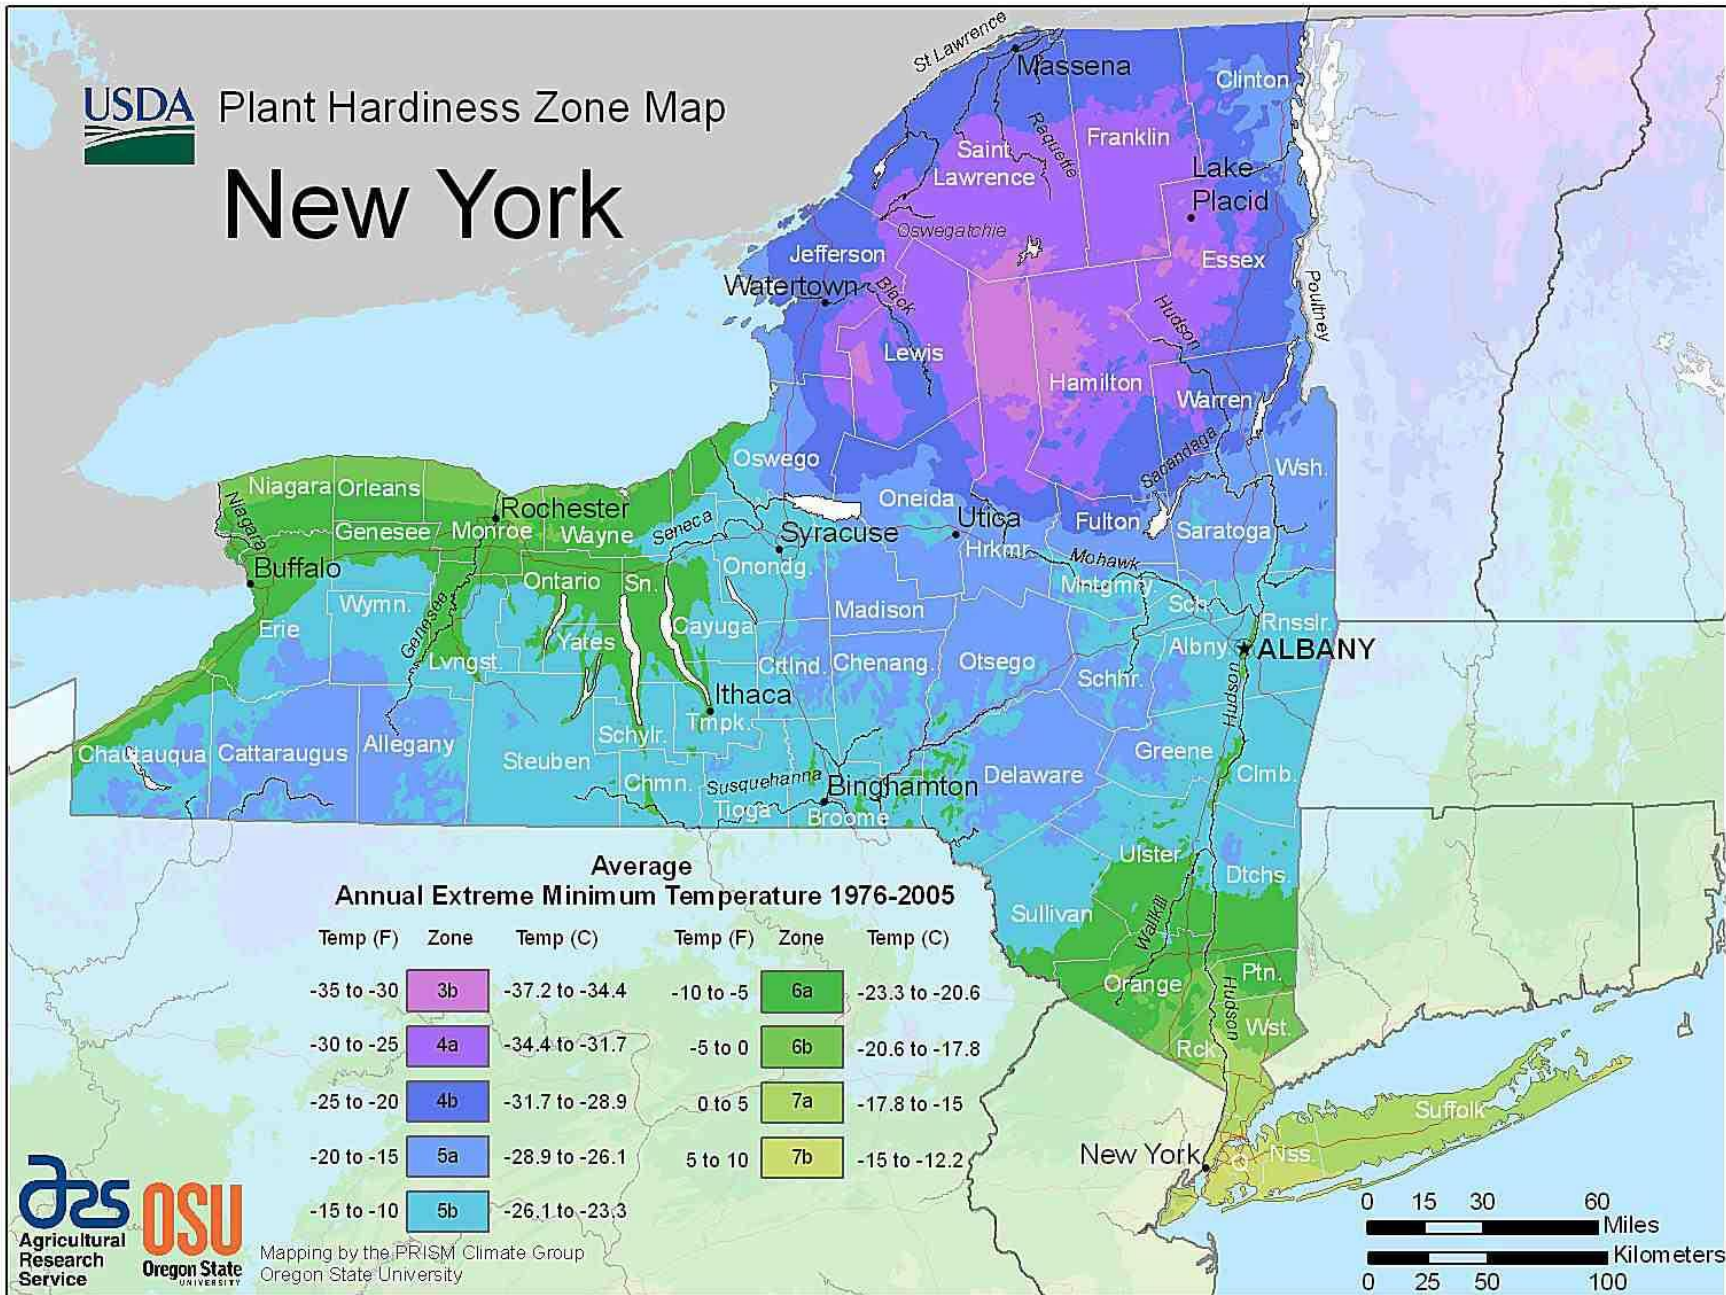 USDA
Plant Hardiness Zone Map
New York
St Lawrence
Massena
Clinton
Franklin
Raquette
Saint
Lawrence
Lake
Placid
Oswegatchie
Jefferson
Essex
Watertown
Black
Hudson
Poultney
Lewis
Hamilton
Warren
Sacandaga
Oswego
Wsh.
Niagara
Orleans
Oneida
Rochester
Utica
Fulton
Niagara
Genesee
Monroe
Wayne
Seneca
Syracuse
Saratoga
Hrkmr.
Mohawk
Buffalo
Ontario
Sn.
Onondg.
Mntgmry.
Wymn.
Madison
Sch.
Genesee
Erie
Cayuga
Rnsslr.
Yates
Albny.
ALBANY
Lvngst.
Crtlnd.
Chenang.
Otsego
Schhr.
Ithaca
Hudson
Tmpk.
Schylr.
Chautauqua
Cattaraugus
Allegany
Steuben
Greene
Clmb.
Chmn.
Susquehanna
Binghamton
Delaware
Tioga
Broome
Ulster
Dtchs.
Sullivan
Wallkill
Orange
Ptn.
Hudson
Wst.
Rck.
Suffolk
New York
Q
Nss.
Average
Annual Extreme Minimum Temperature 1976-2005
Temp (F) Zone Temp (C) Temp (F) Zone Temp (C)
-35 to -30 3b -37.2 to -34.4 -10 to -5 6a -23.3 to -20.6
-30 to -25 4a -34.4 to -31.7 -5 to 0 6b -20.6 to -17.8
-25 to -20 4b -31.7 to -28.9 0 to 5 7a -17.8 to -15
-20 to -15 5a -28.9 to -26.1 5 to 10 7b -15 to -12.2
-15 to -10 5b -26.1 to -23.3
ars
Agricultural
Research
Service
OSU
Oregon State
UNIVERSITY
Mapping by the PRISM Climate Group
Oregon State University
0 15 30 60
Miles
Kilometers
0 25 50 100